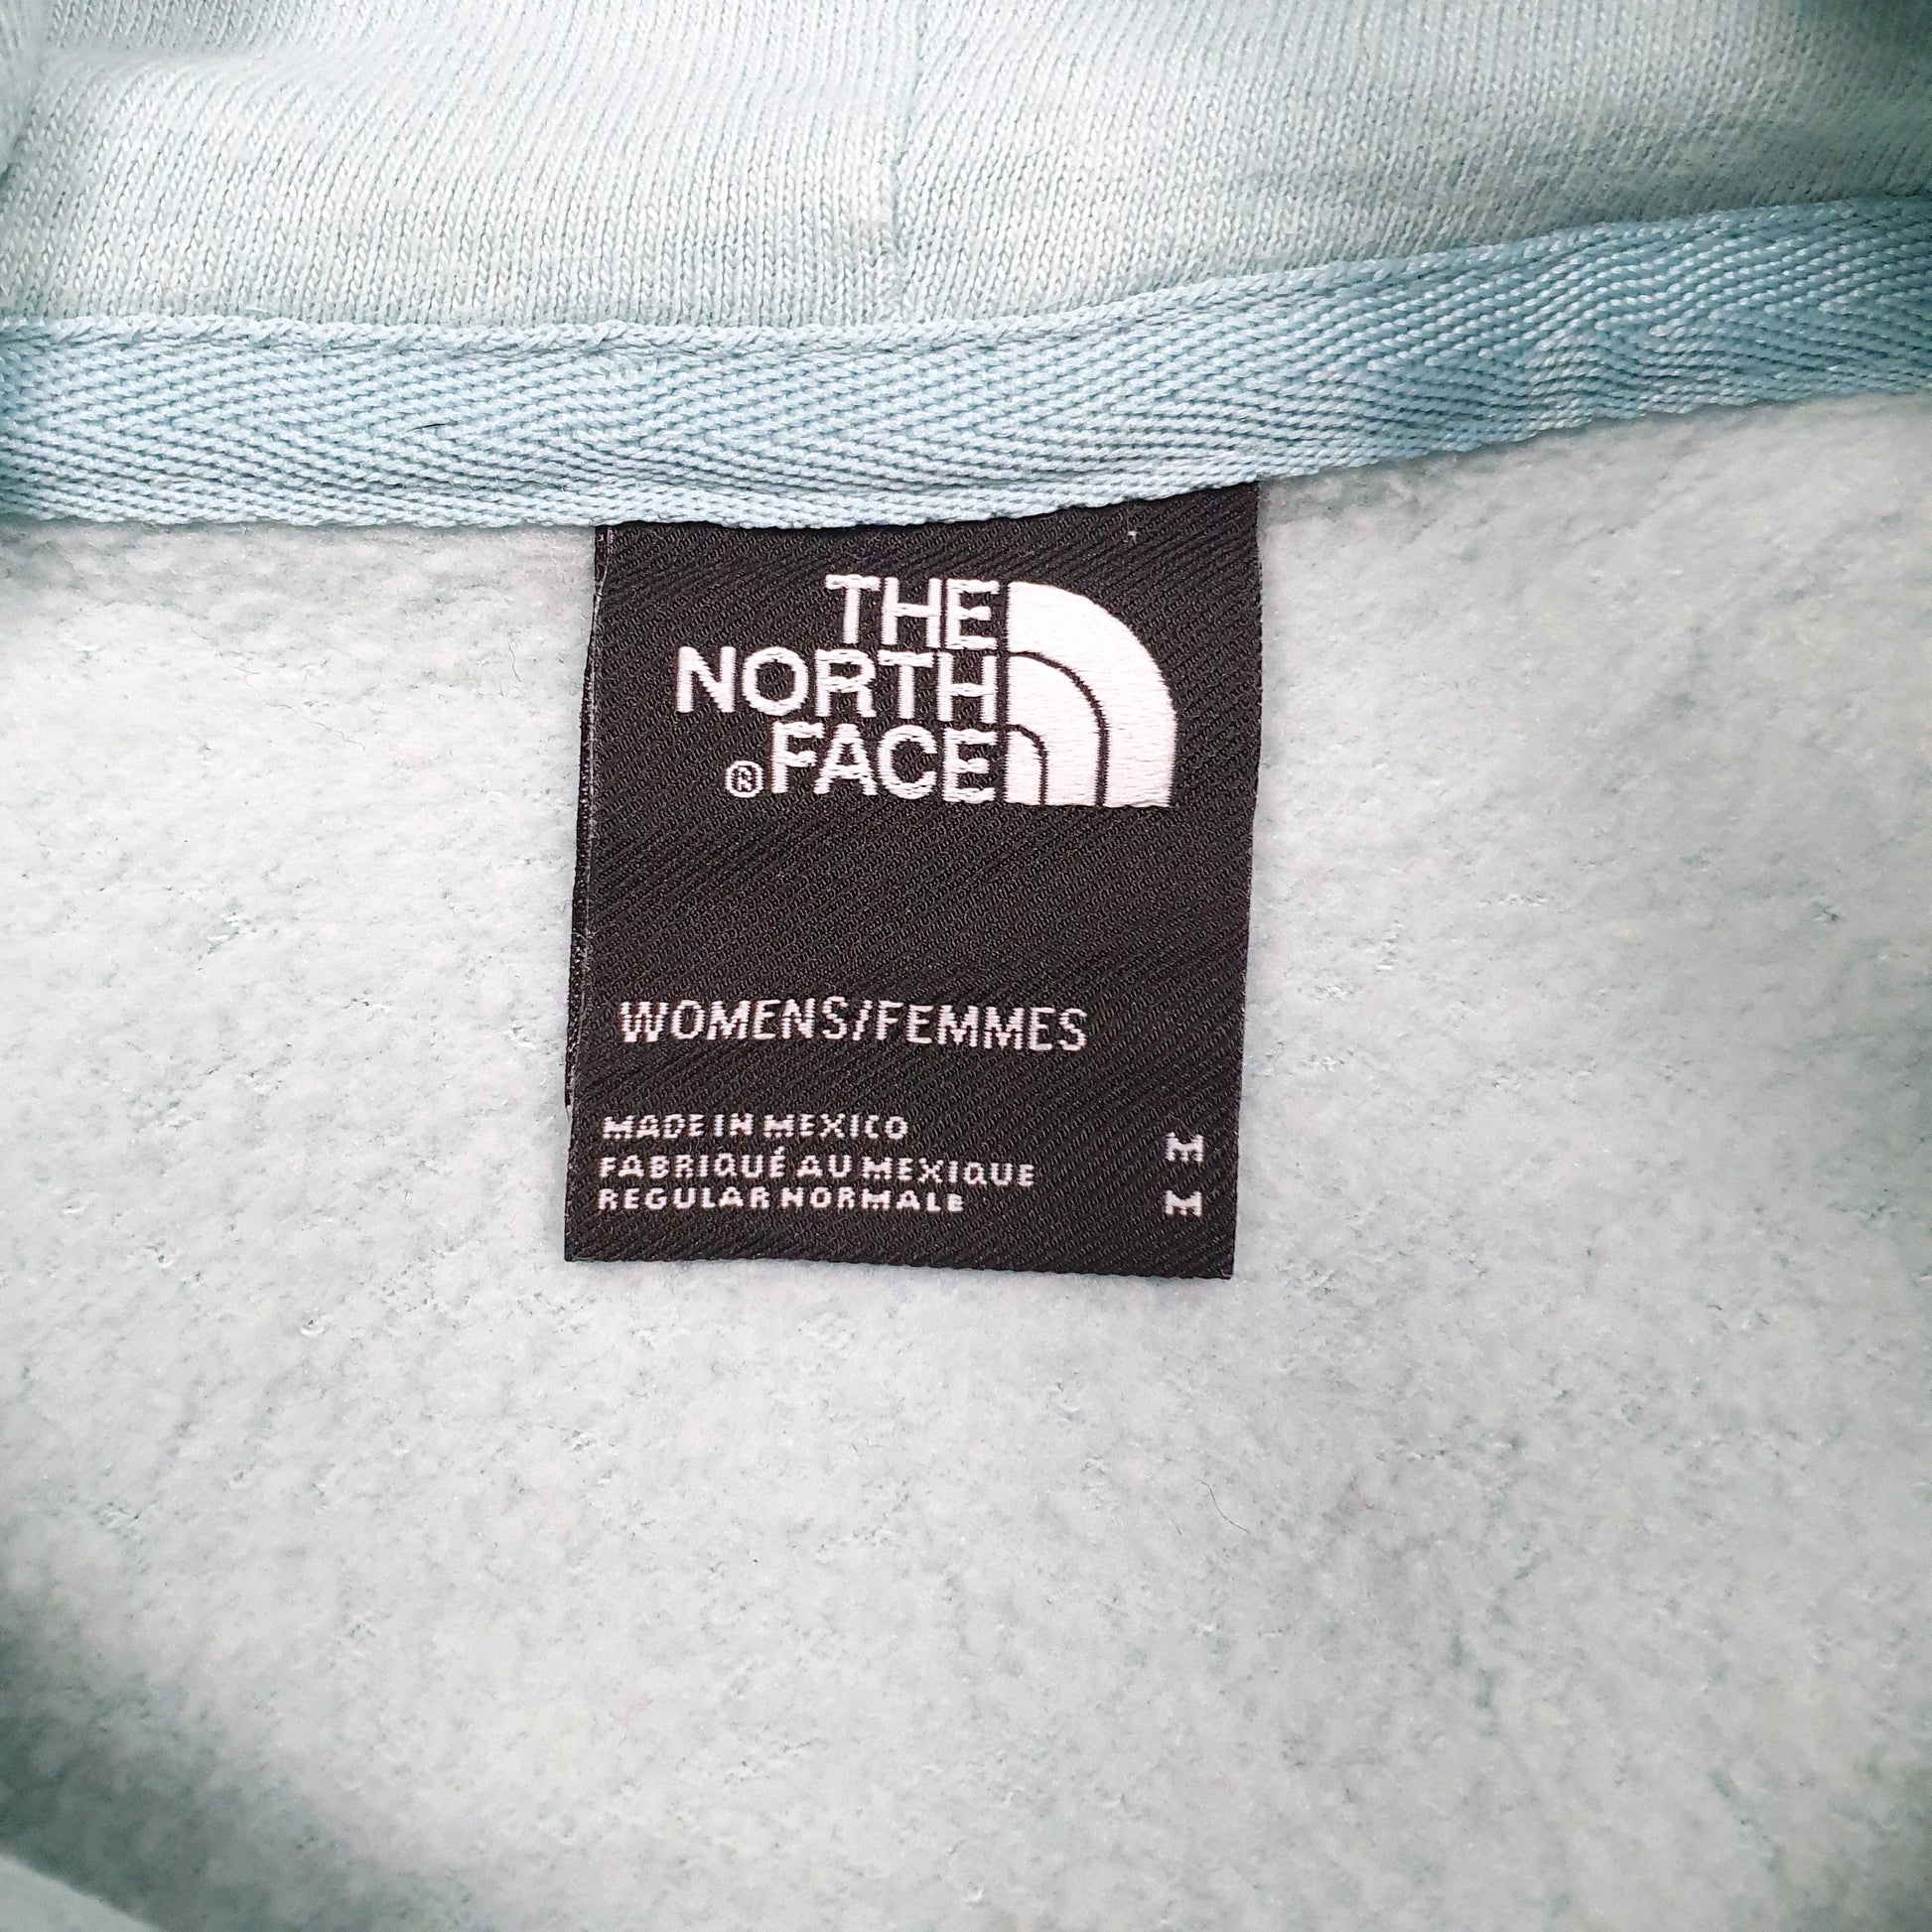 THE
NORTH
®FACE
WOMENS/FEMMES
MADE IN MEXICO M
FABRIQUÉ AU MEXIQUE
REGULAR NORMALE M